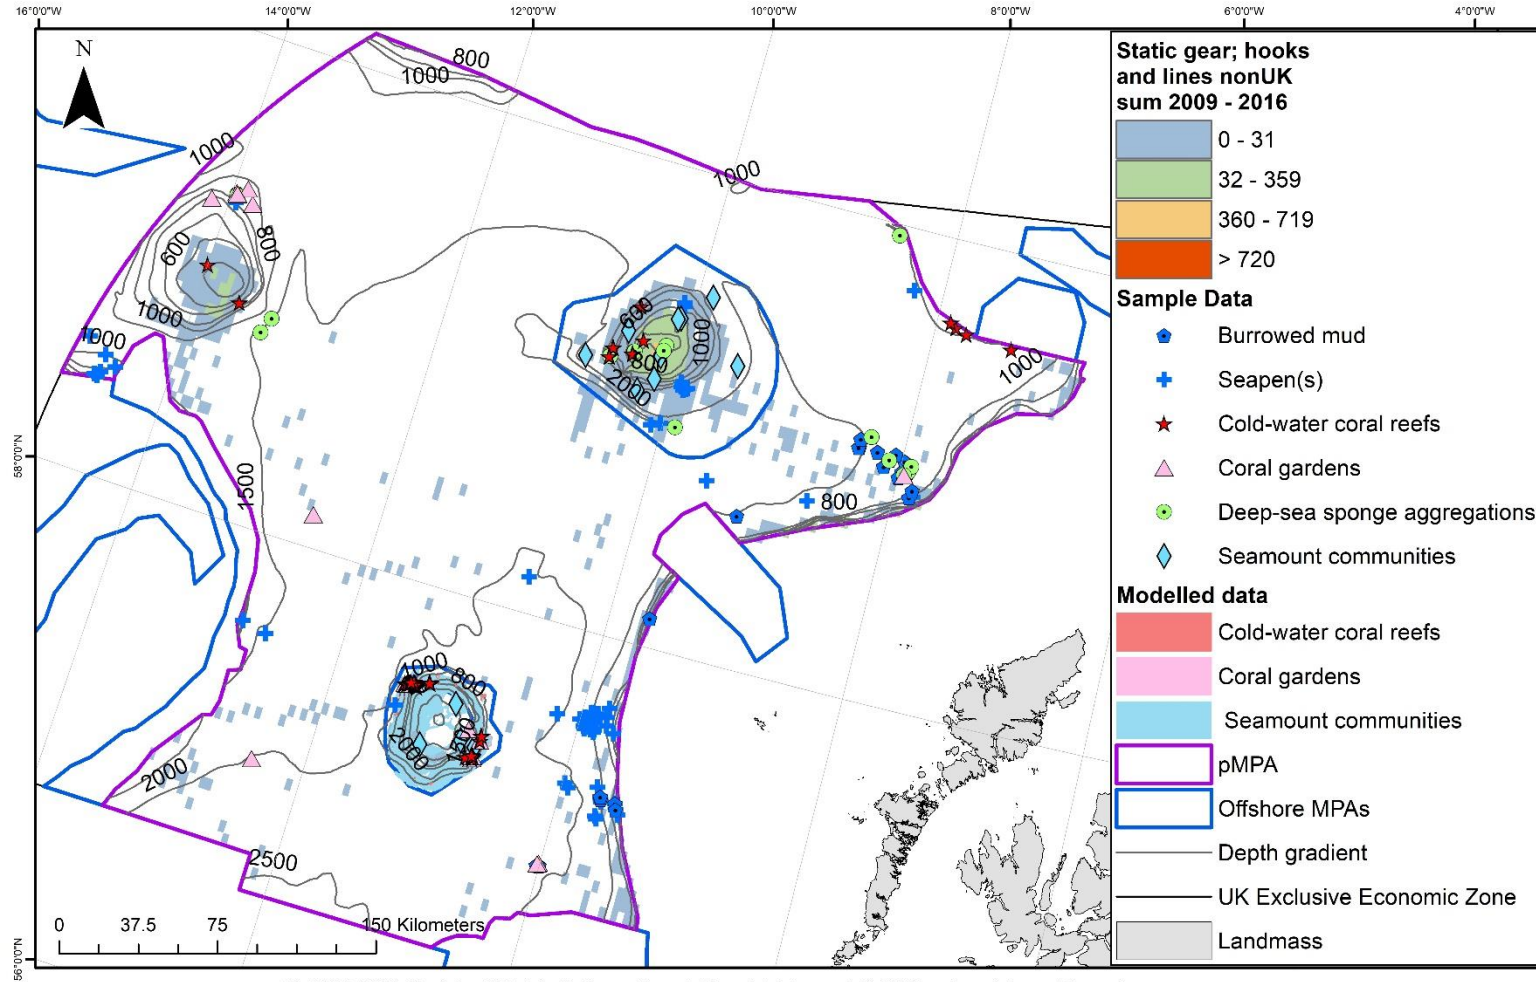 16°0'0"W
14°0'0"W
12°0'0"W
10°0'0"W
8°0'0"W
6°0'0"W
4°0'0"W
N
800
1000
1000
1000
600
800
1000
1000
600
1000
800
200
1000
58°0'0"N
1500
800
1000
800
2000
1500
2000
2500
0
37.5
75
150 Kilometers
56°0'0"N
Static gear; hooks
and lines nonUK
sum 2009 - 2016
0 - 31
32 - 359
360 - 719
> 720
Sample Data
Burrowed mud
Seapen(s)
Cold-water coral reefs
Coral gardens
Deep-sea sponge aggregations
Seamount communities
Modelled data
Cold-water coral reefs
Coral gardens
Seamount communities
pMPA
Offshore MPAs
Depth gradient
UK Exclusive Economic Zone
Landmass